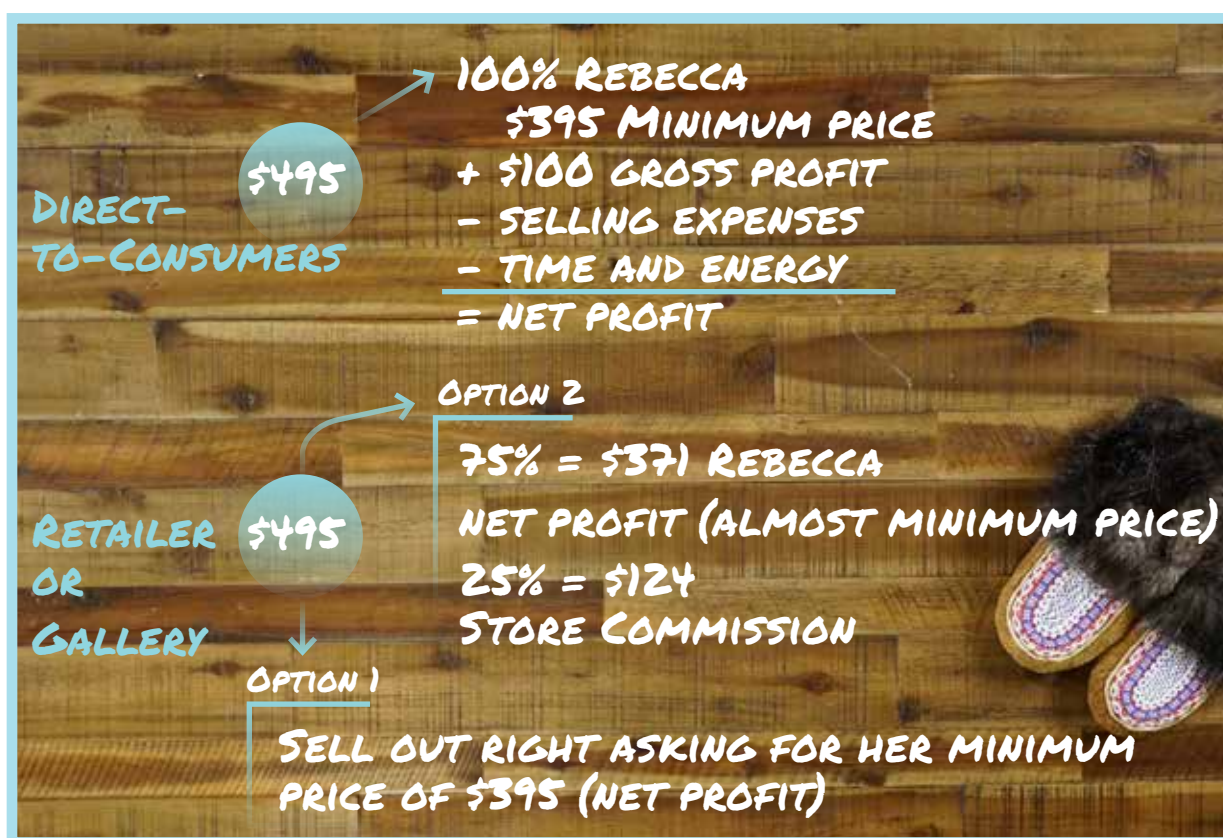 $495
DIRECT-
TO-CONSUMERS
100% REBECCA
$395 MINIMUM PRICE
+ $100 GROSS PROFIT
- SELLING EXPENSES
- TIME AND ENERGY
= NET PROFIT
RETAILER
OR
GALLERY
$495
OPTION 2
75% = $371 REBECCA
NET PROFIT (ALMOST MINIMUM PRICE)
25% = $124
STORE COMMISSION
OPTION 1
SELL OUT RIGHT ASKING FOR HER MINIMUM
PRICE OF $395 (NET PROFIT)